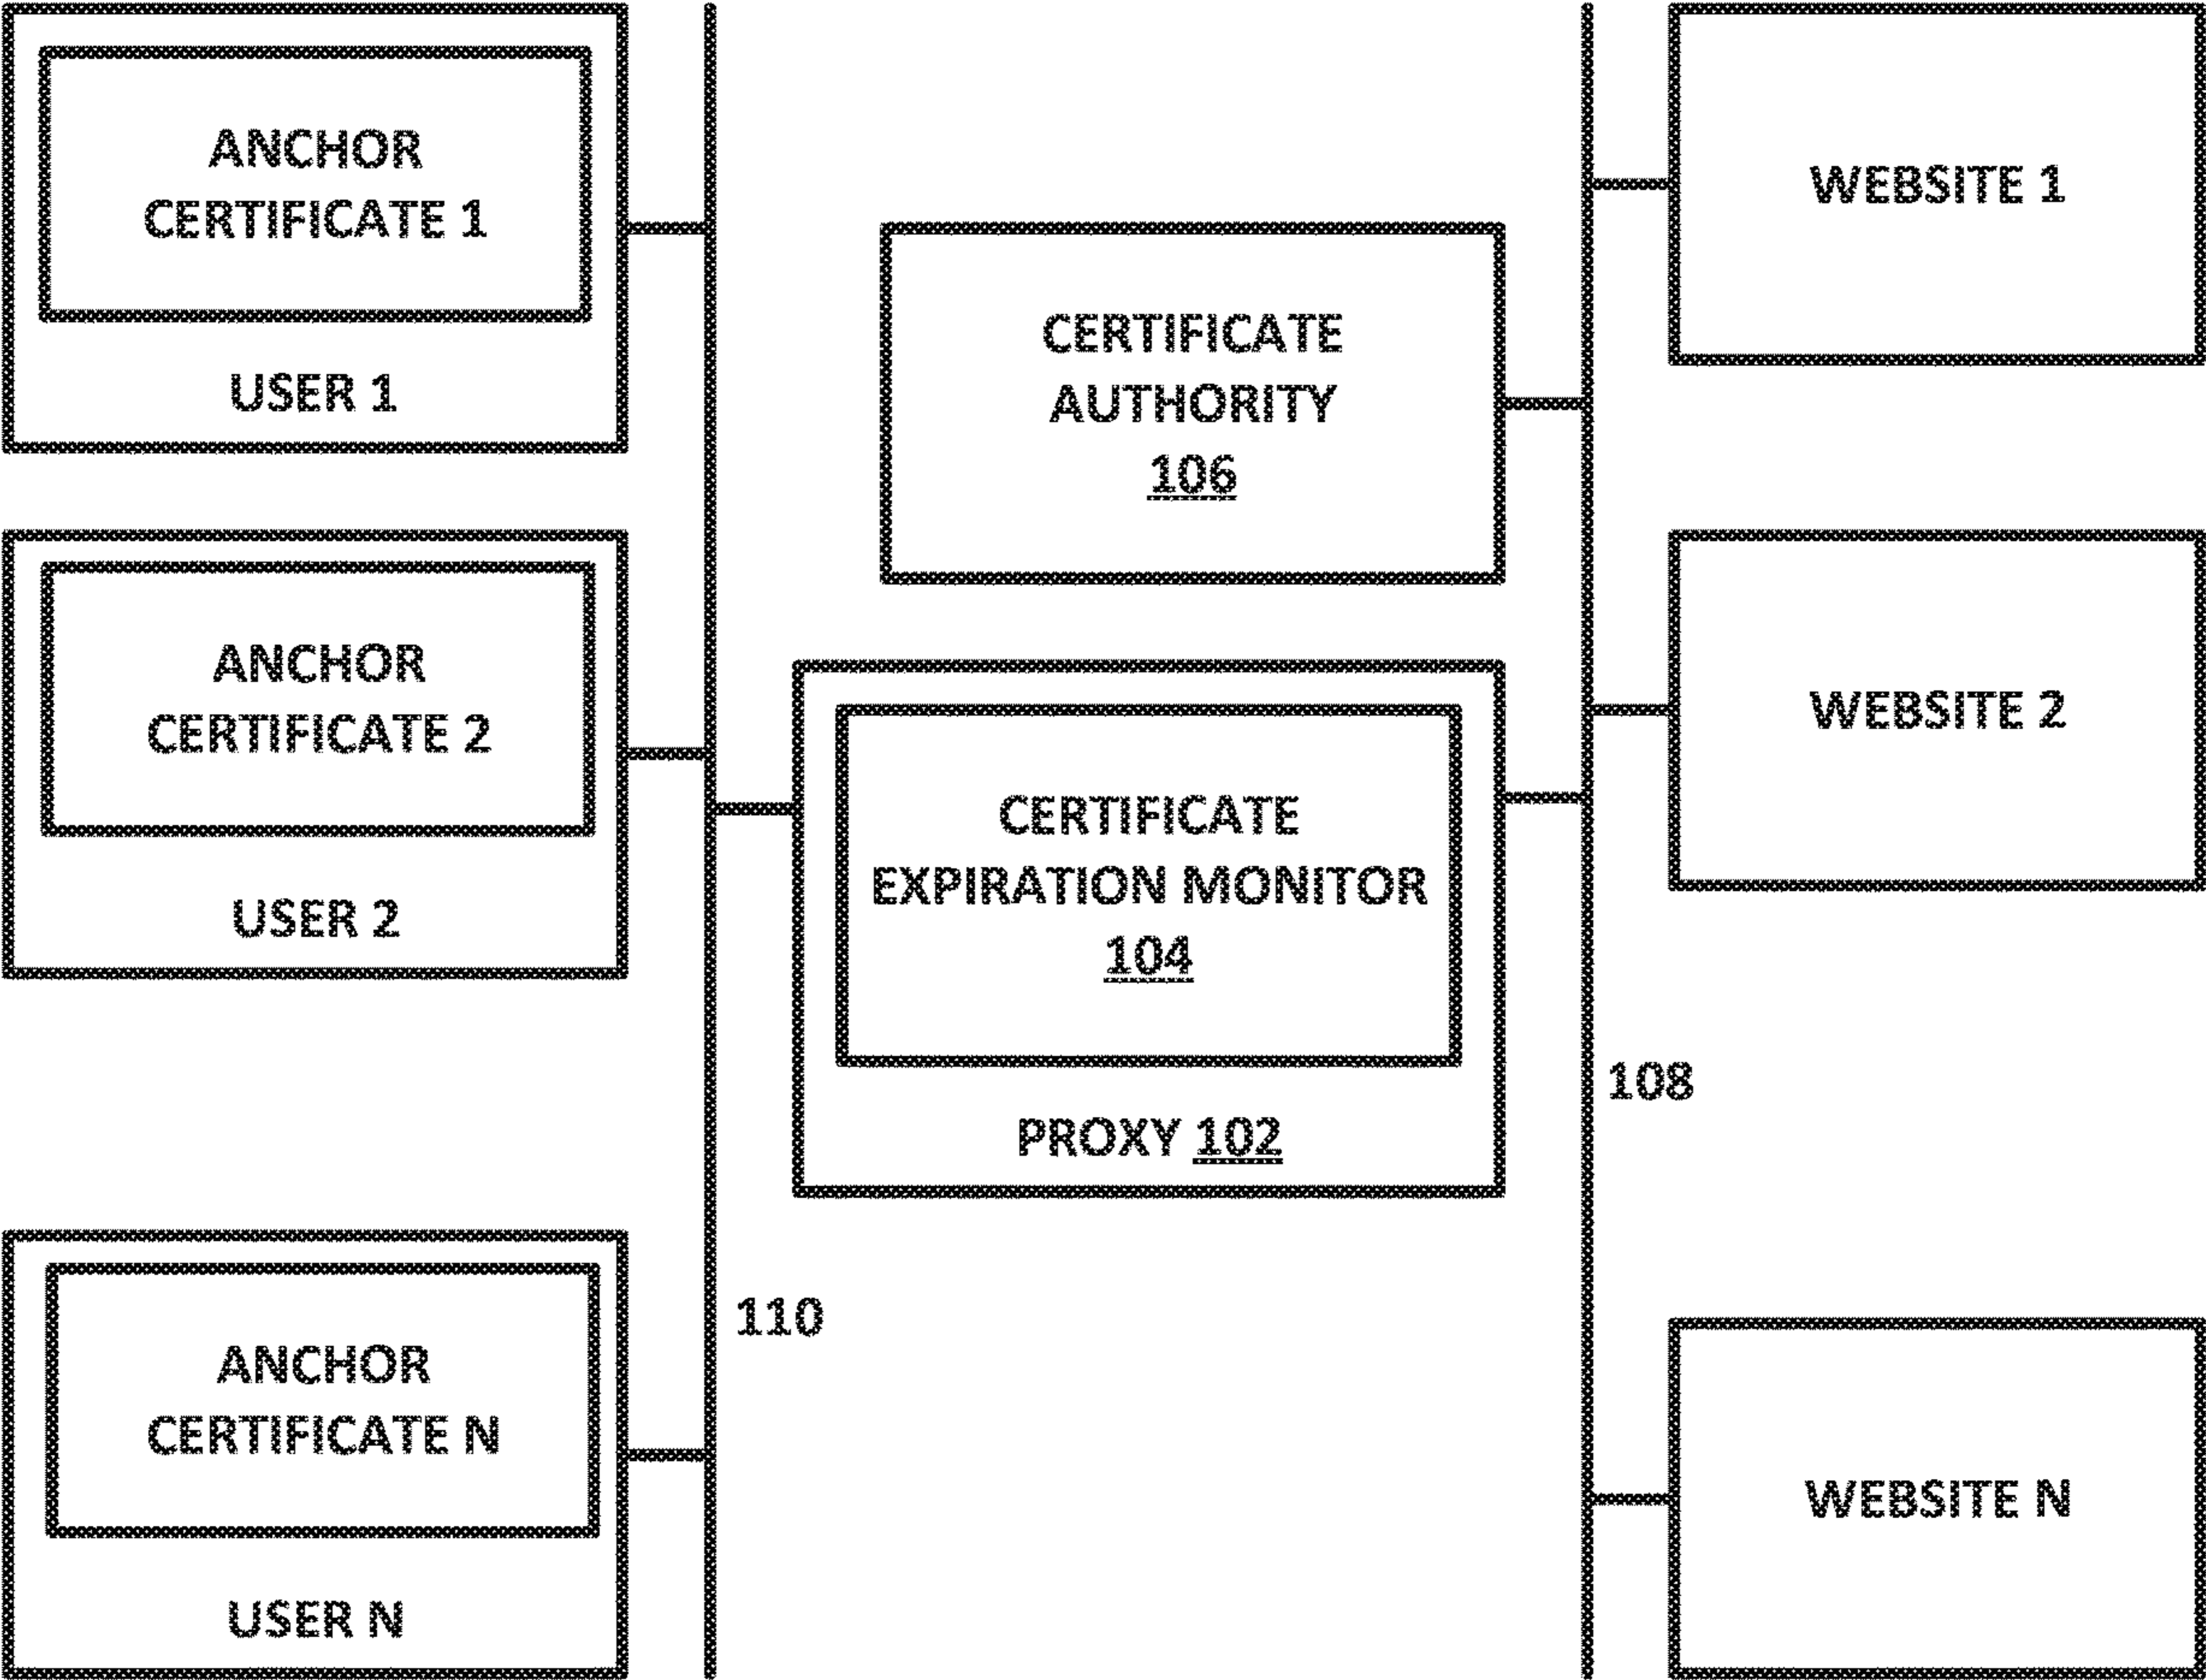 ANCHOR
CERTIFICATE 1
USER 1
ANCHOR
CERTIFICATE 2
USER 2
ANCHOR
CERTIFICATE N
USER N
110
CERTIFICATE
AUTHORITY
106
CERTIFICATE
EXPIRATION MONITOR
104
PROXY 102
108
WEBSITE 1
WEBSITE 2
WEBSITE N